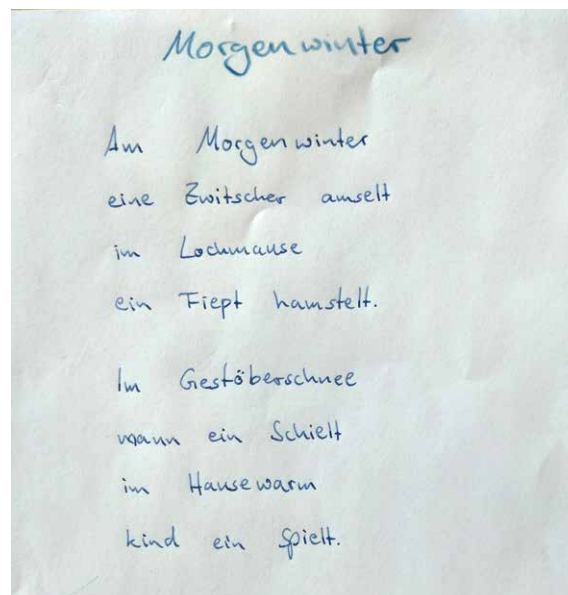 Morgenwinter
Am Morgenwinter
eine Zwitscher amselt
im Lochmause
ein Fiept hamstelt.
Im Gestöberschnee
mann ein Schielt
im Hausewarm
kind ein Spielt.